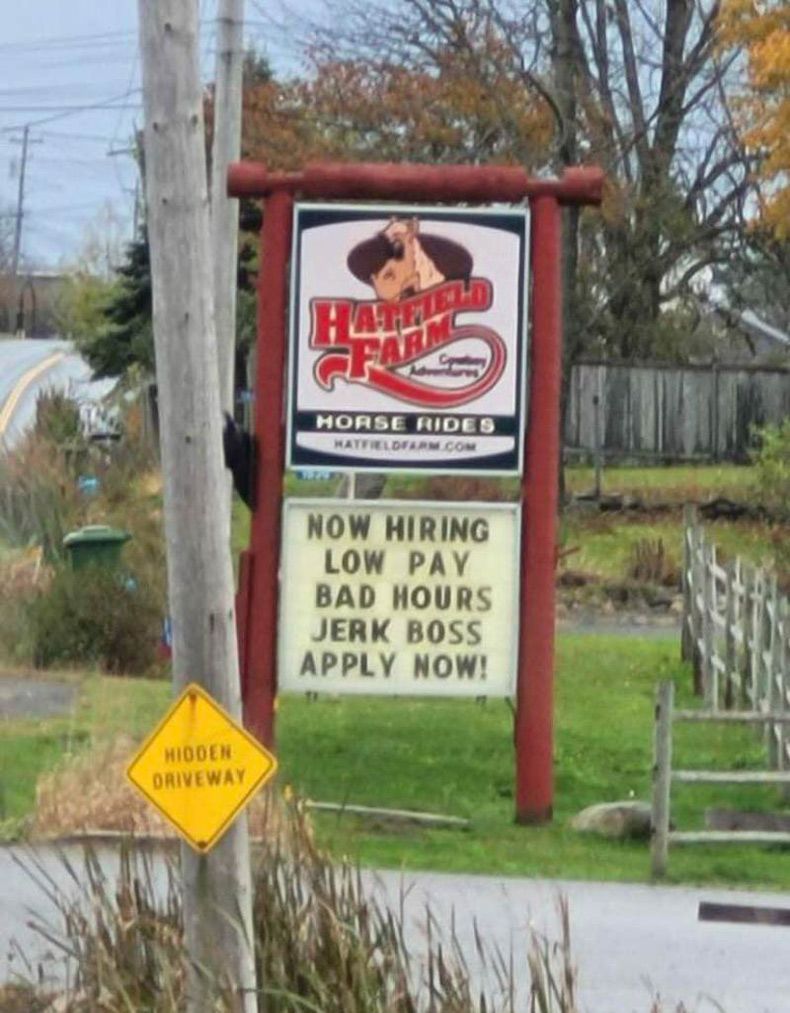 HATFIELD
FARM
Cowboy
Adventures
HORSE RIDES
HATFIELDFARM.COM
NOW HIRING
LOW PAY
BAD HOURS
JERK BOSS
APPLY NOW!
HIDDEN
DRIVEWAY